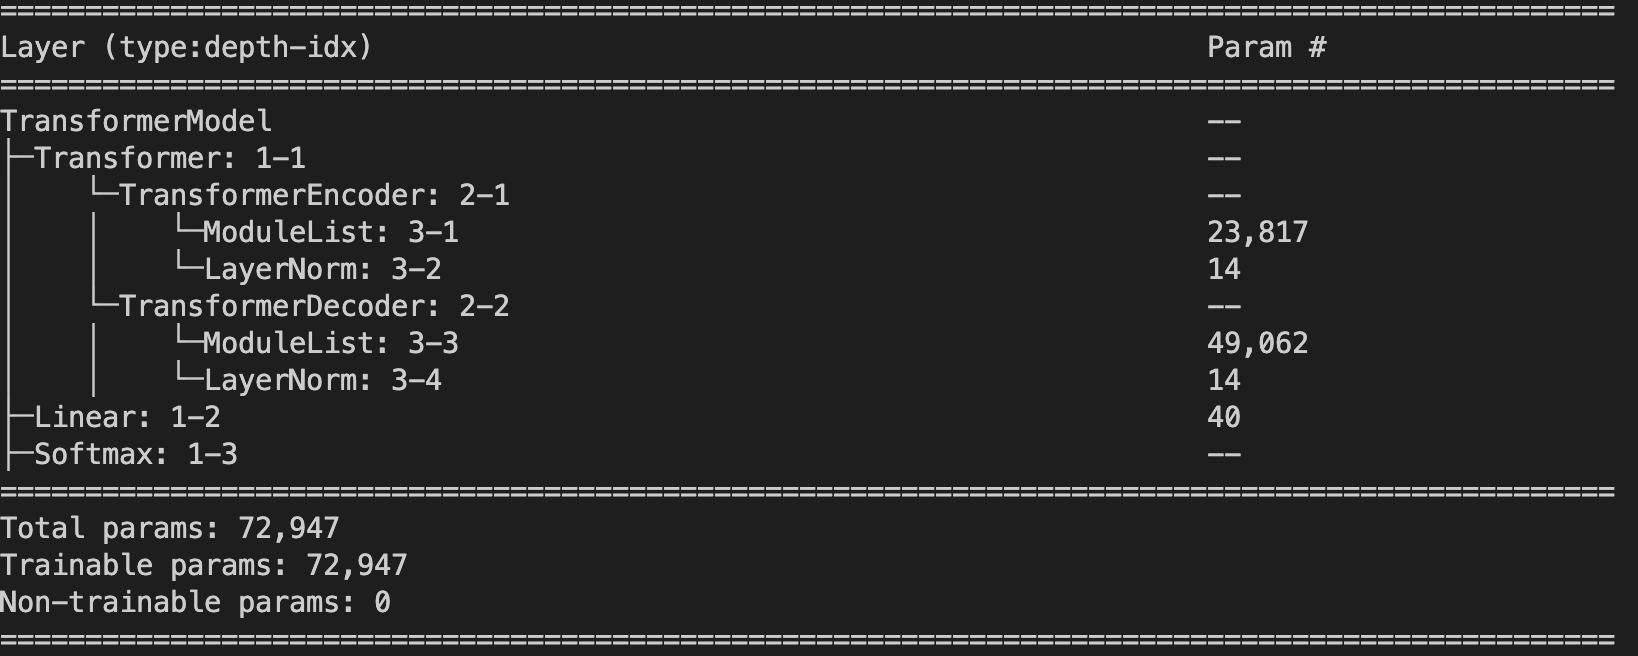 ===============================================================================================
Layer (type:depth-idx)                                                 Param #
===============================================================================================
TransformerModel                                                       --
├─Transformer: 1-1                                                     --
│    └─TransformerEncoder: 2-1                                         --
│    │    └─ModuleList: 3-1                                            23,817
│    │    └─LayerNorm: 3-2                                             14
│    └─TransformerDecoder: 2-2                                         --
│    │    └─ModuleList: 3-3                                            49,062
│    │    └─LayerNorm: 3-4                                             14
├─Linear: 1-2                                                          40
├─Softmax: 1-3                                                         --
===============================================================================================
Total params: 72,947
Trainable params: 72,947
Non-trainable params: 0
===============================================================================================